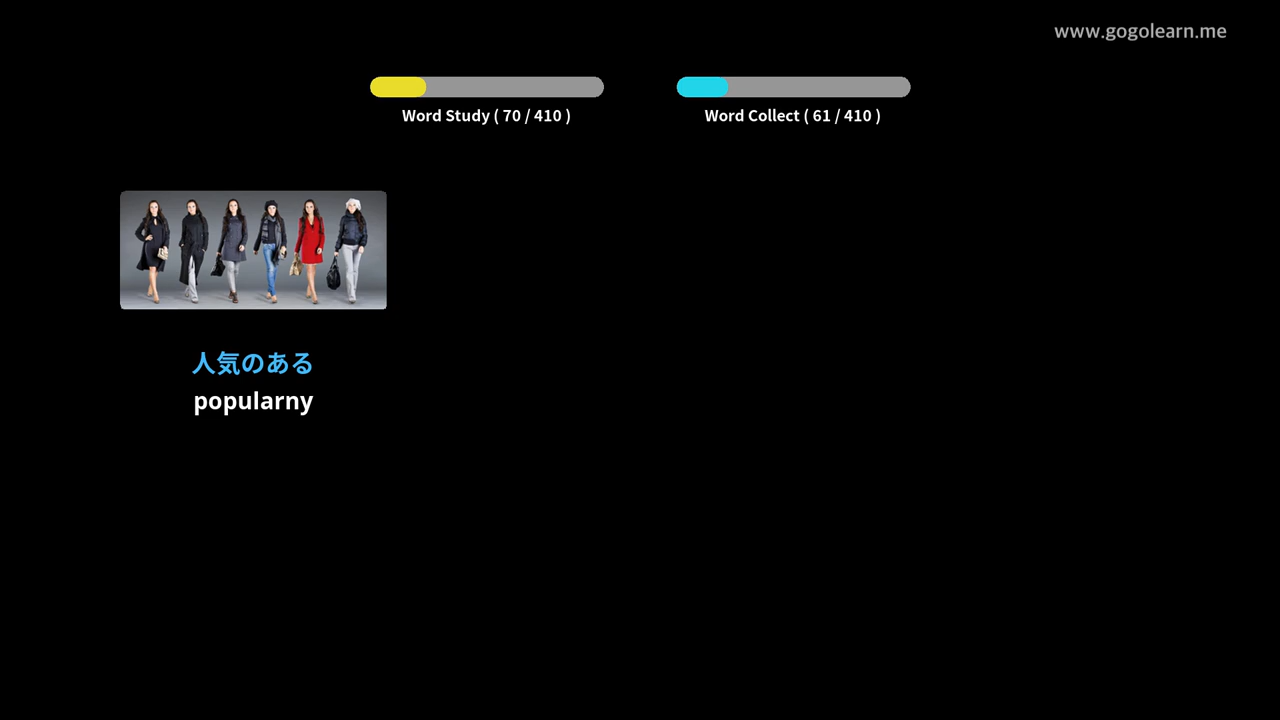 www.gogolearn.me
Word Study ( 70 / 410 )
Word Collect ( 61 / 410 )
人気のある
popularny